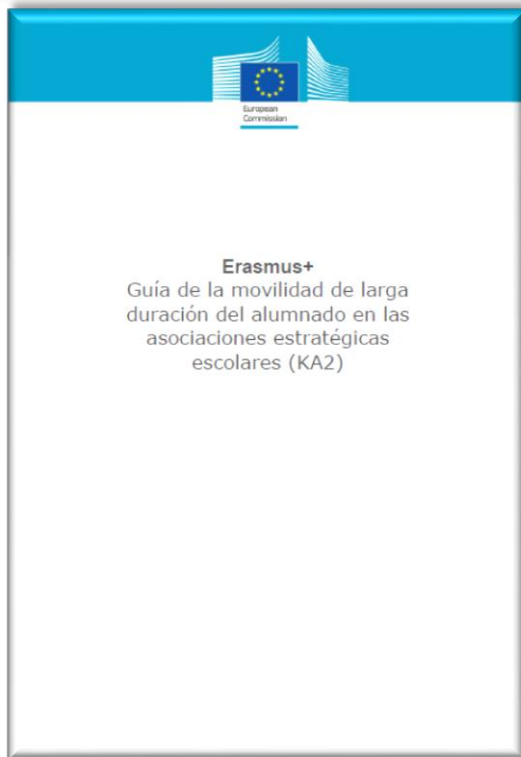 European
Commission
Erasmus+
Guía de la movilidad de larga
duración del alumnado en las
asociaciones estratégicas
escolares (KA2)